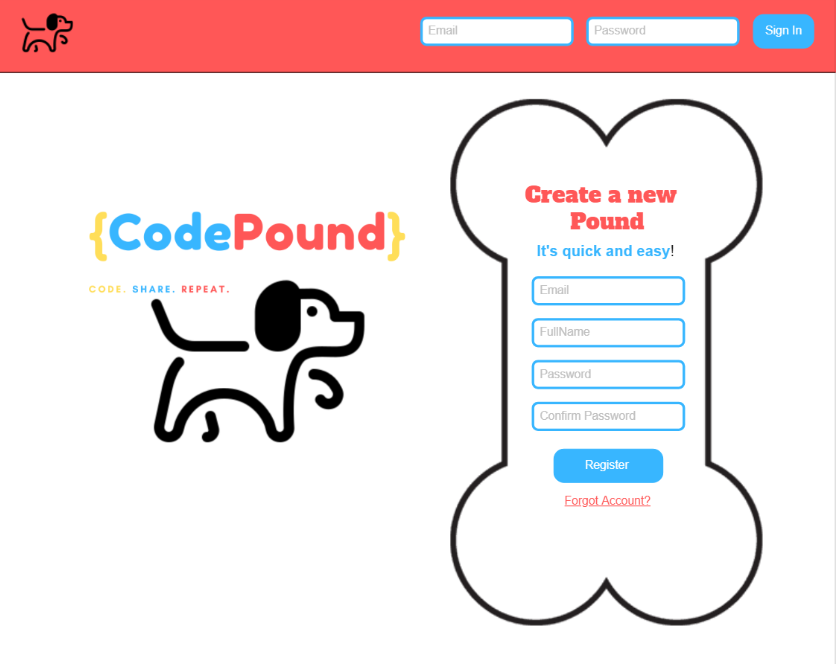 Email
Password
Sign In
{CodePound}
CODE. SHARE. REPEAT.
Create a new
Pound
It's quick and easy!
Email
FullName
Password
Confirm Password
Register
Forgot Account?